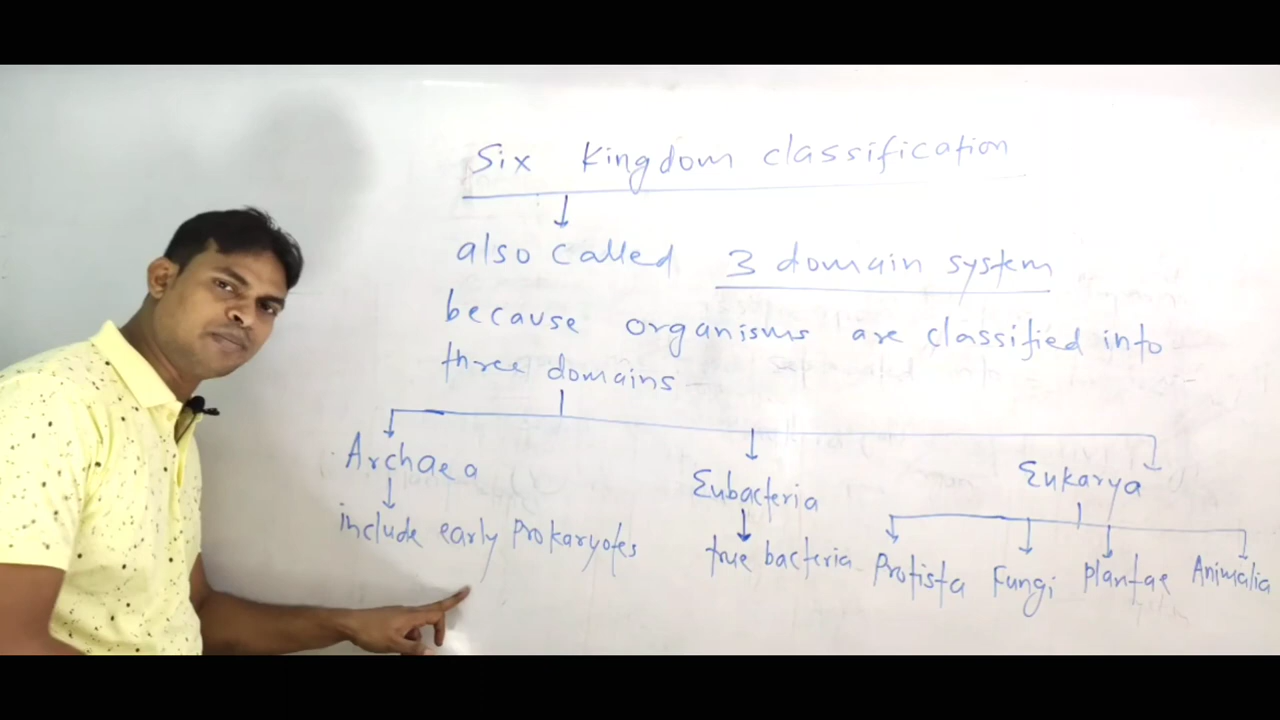 Six Kingdom classification
also called 3 domain system
because organisms are classified into
three domains
Archaea Eubacteria Eukarya
include early Prokaryotes true bacteria Protista Fungi Plantae Animalia